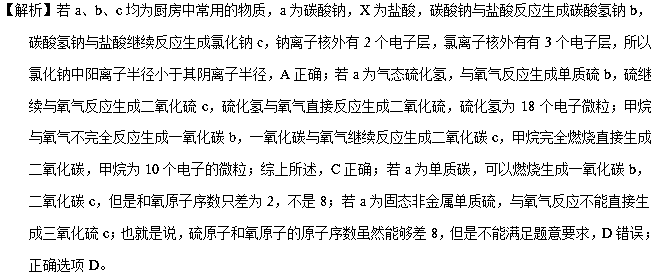 【解析】若 a、b、c 均为厨房中常用的物质，a 为碳酸钠，X 为盐酸，碳酸钠与盐酸反应生成碳酸氢钠 b，
碳酸氢钠与盐酸继续反应生成氯化钠 c，钠离子核外有 2 个电子层，氯离子核外有有 3 个电子层，所以
氯化钠中阳离子半径小于其阴离子半径，A 正确；若 a 为气态硫化氢，与氧气反应生成单质硫 b，硫继
续与氧气反应生成二氧化硫 c，硫化氢与氧气直接反应生成二氧化硫，硫化氢为 18 个电子微粒；甲烷
与氧气不完全反应生成一氧化碳 b，一氧化碳与氧气继续反应生成二氧化碳 c，甲烷完全燃烧直接生成
二氧化碳，甲烷为 10 个电子的微粒；综上所述，C 正确；若 a 为单质碳，可以燃烧生成一氧化碳 b，
二氧化碳 c，但是和氧原子序数只差为 2，不是 8；若 a 为固态非金属单质硫，与氧气反应不能直接生
成三氧化硫 c；也就是说，硫原子和氧原子的原子序数虽然能够差 8，但是不能满足题意要求，D 错误；
正确选项 D。